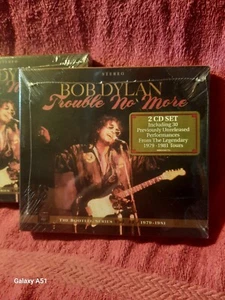 STEREO
BOB DYLAN
Trouble No More
2 CD SET
Including 30
Previously Unreleased
Performances
From The Legendary
1979-1981 Tours
THE BOOTLEG SERIES
1979-1981
Galaxy A51